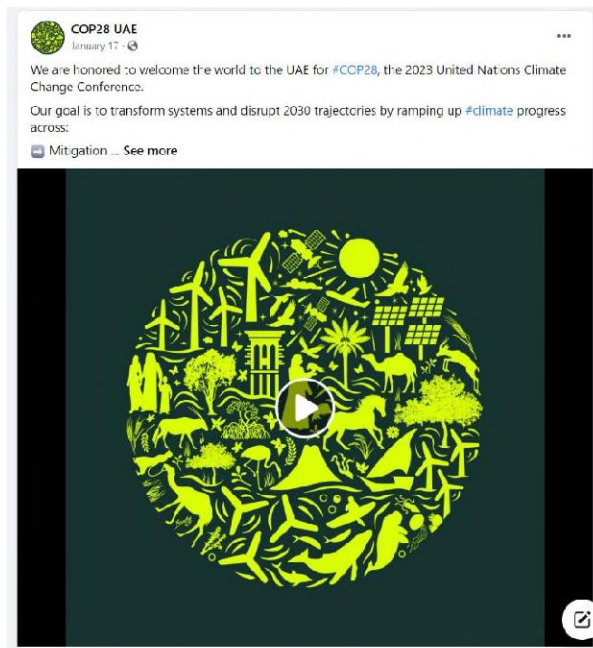 COP28 UAE
January 17 ·
We are honored to welcome the world to the UAE for #COP28, the 2023 United Nations Climate
Change Conference.
Our goal is to transform systems and disrupt 2030 trajectories by ramping up #climate progress
across:
➡️ Mitigation ... See more